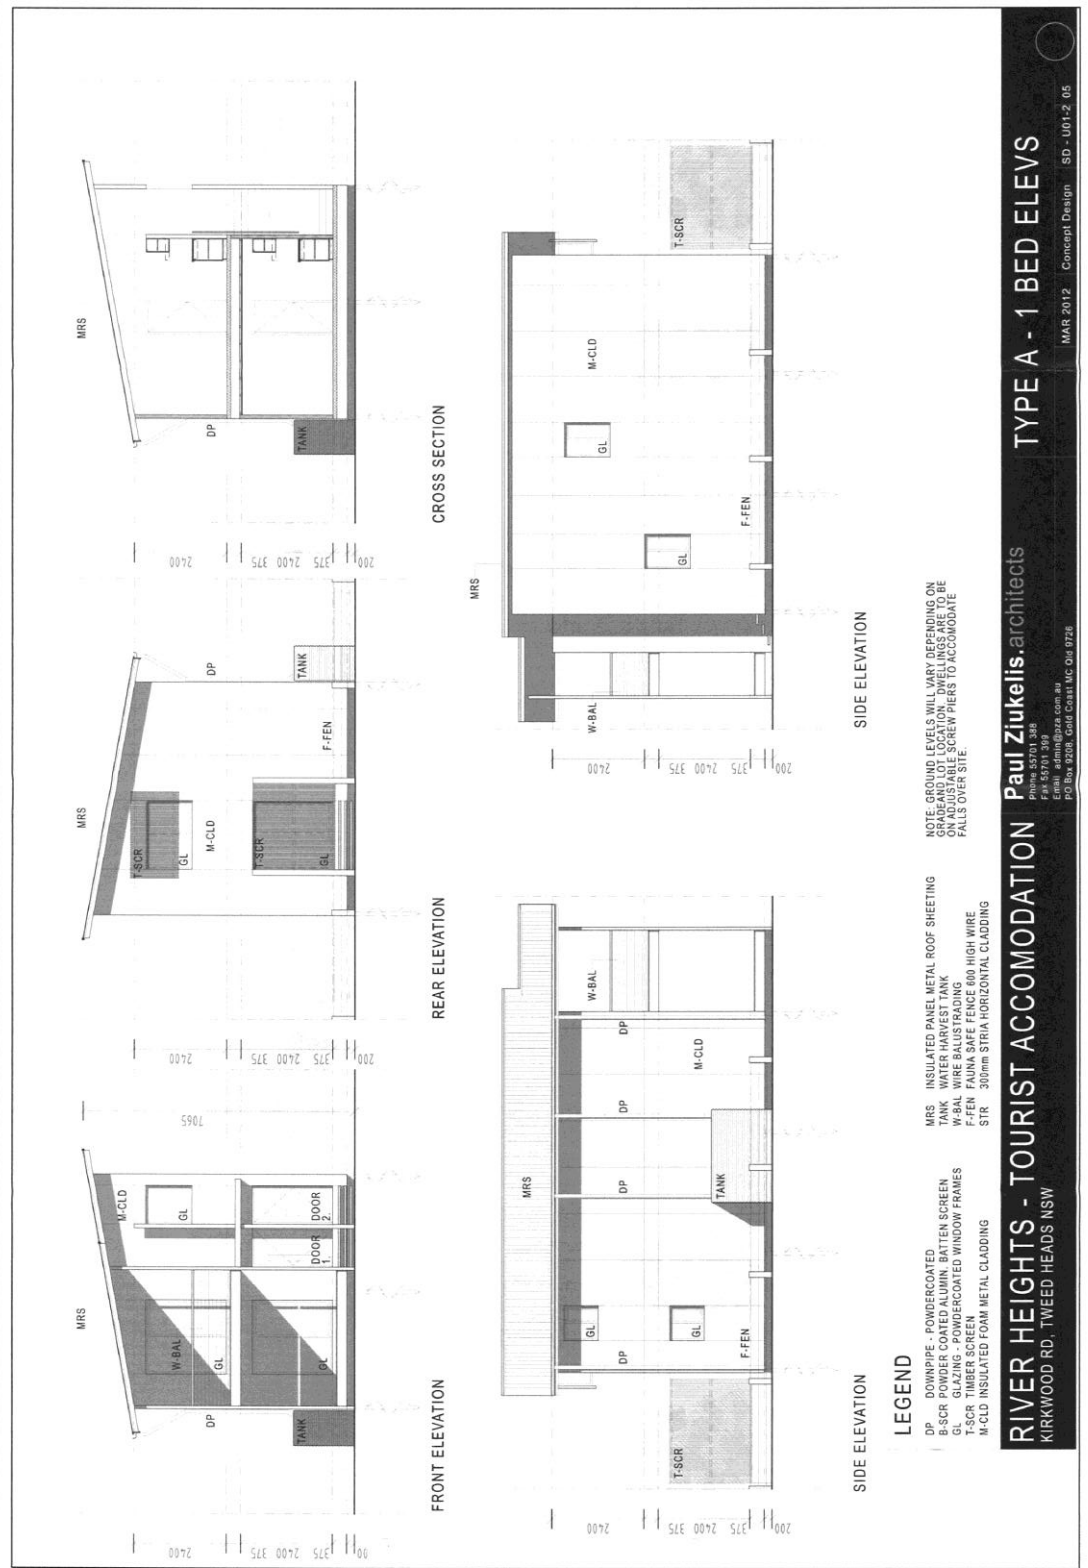 MRS
M-CLD
GL
W-BAL
GL
GL
DOOR
1.
DOOR
2.
DP
TANK
7065
2400
375
2400
375
00
FRONT ELEVATION
MRS
T-SCR
GL
M-CLD
T-SCR
GL
F-FEN
DP
TANK
2400
375
2400
375
200
REAR ELEVATION
MRS
DP
TANK
2400
375
2400
375
200
CROSS SECTION
MRS
W-BAL
DP
DP
DP
DP
M-CLD
TANK
GL
GL
F-FEN
T-SCR
2400
375
2400
375
200
SIDE ELEVATION
MRS
W-BAL
M-CLD
GL
GL
F-FEN
T-SCR
2400
375
2400
375
200
SIDE ELEVATION
LEGEND
DP DOWNPIPE - POWDERCOATED
B-SCR POWDER COATED ALUMIN. BATTEN SCREEN
GL GLAZING - POWDERCOATED WINDOW FRAMES
T-SCR TIMBER SCREEN
M-CLD INSULATED FOAM METAL CLADDING
MRS INSULATED PANEL METAL ROOF SHEETING
TANK WATER HARVEST TANK
W-BAL WIRE BALUSTRADING
F-FEN FAUNA SAFE FENCE 600 HIGH WIRE
STR 300mm STRIA HORIZONTAL CLADDING
NOTE: GROUND LEVELS WILL VARY DEPENDING ON
GRADE AND LOT LOCATION. DWELLINGS ARE TO BE
ON ADJUSTABLE SCREW PIERS TO ACCOMODATE
FALLS OVER SITE.
RIVER HEIGHTS - TOURIST ACCOMODATION
KIRKWOOD RD, TWEED HEADS NSW
Paul Ziukelis.architects
Phone 55701 388
Fax 55701 399
Email admin@pza.com.au
PO Box 9208, Gold Coast MC Qld 9726
TYPE A - 1 BED ELEVS
MAR 2012 Concept Design SD - U01-2 05